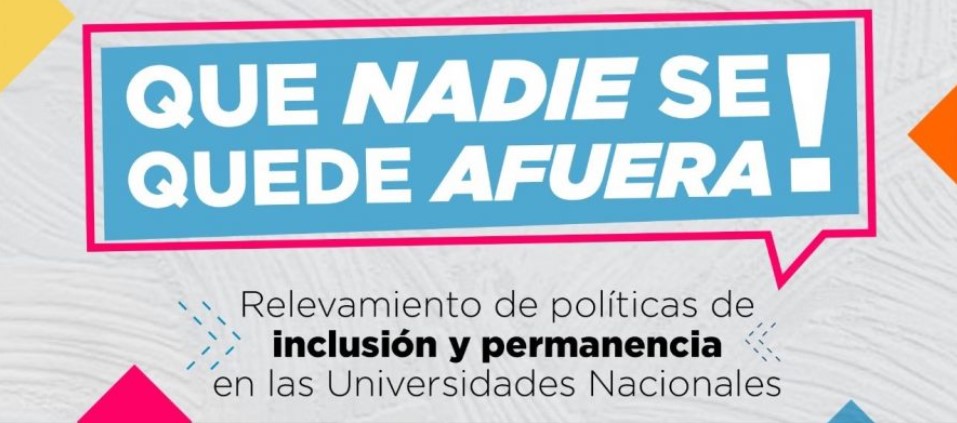 QUE NADIE SE
QUEDE AFUERA!
Relevamiento de políticas de
inclusión y permanencia
en las Universidades Nacionales